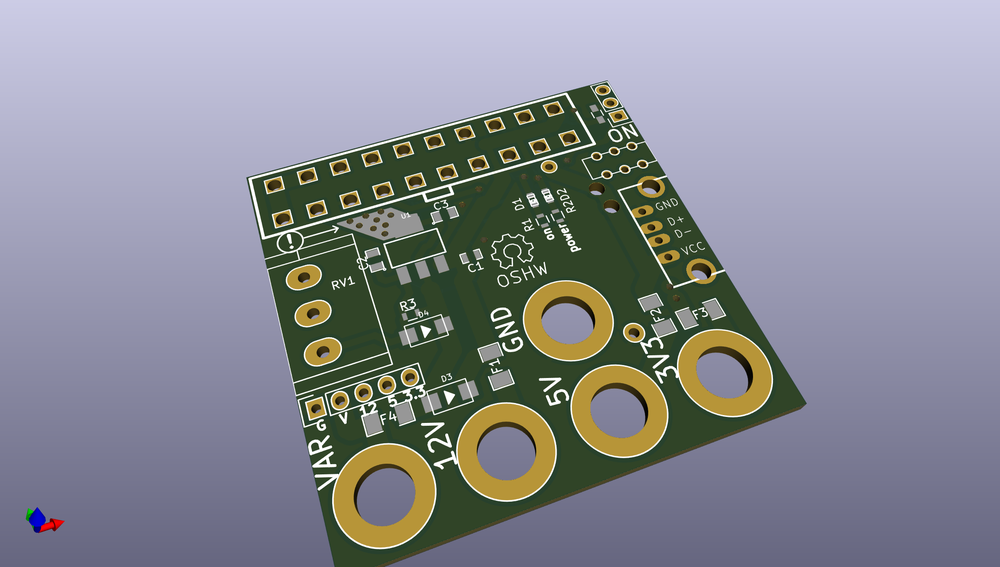 ON
U1
C3
D1
R2
D2
R1
on
power
GND
D+
D-
VCC
!
C2
C1
OSHW
RV1
R3
D4
GND
F2
F3
3V3
F1
5V
D3
G
V
12
5
3.3
F4
12V
VAR